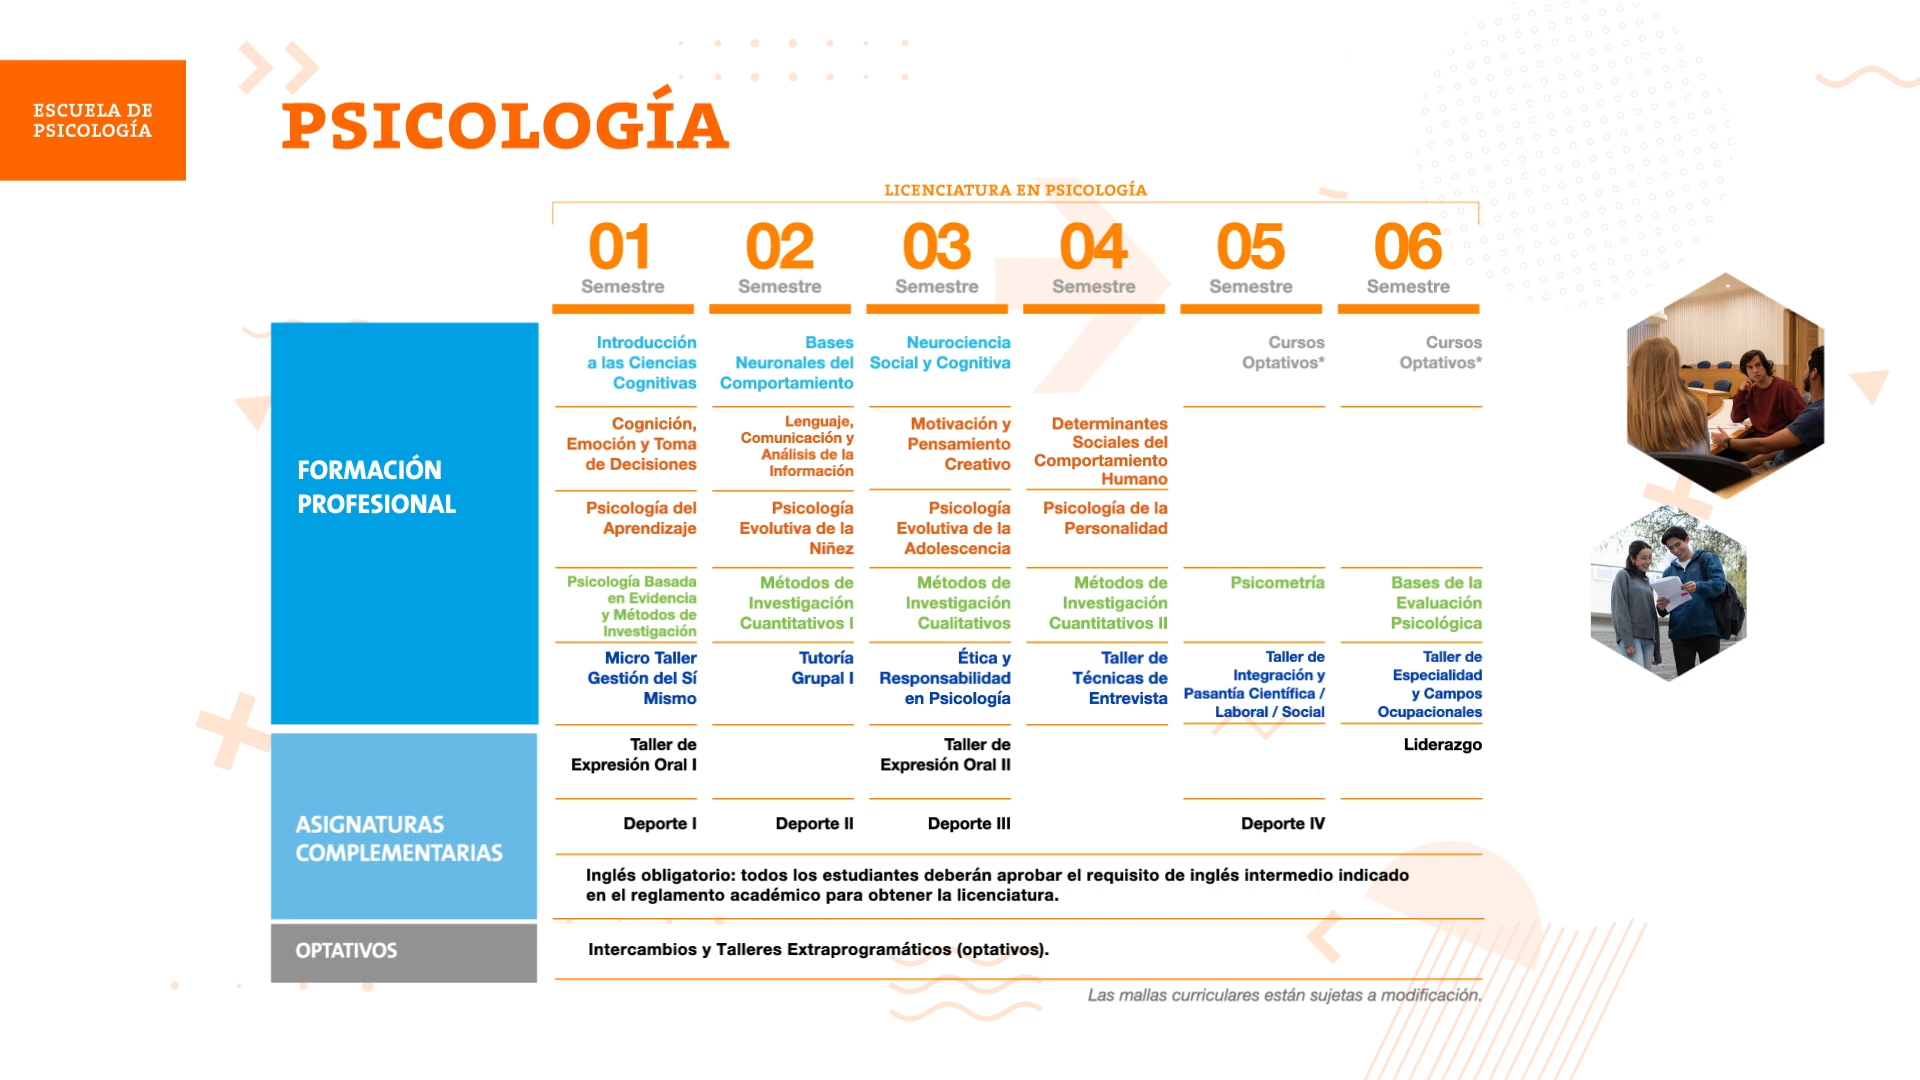 ESCUELA DE
PSICOLOGÍA
PSICOLOGÍA
LICENCIATURA EN PSICOLOGÍA
01
Semestre
02
Semestre
03
Semestre
04
Semestre
05
Semestre
06
Semestre
FORMACIÓN
PROFESIONAL
Introducción
a las Ciencias
Cognitivas
Bases
Neuronales del
Comportamiento
Neurociencia
Social y Cognitiva
Cursos
Optativos*
Cursos
Optativos*
Cognición,
Emoción y Toma
de Decisiones
Lenguaje,
Comunicación y
Análisis de la
Información
Motivación y
Pensamiento
Creativo
Determinantes
Sociales del
Comportamiento
Humano
Psicología del
Aprendizaje
Psicología
Evolutiva de la
Niñez
Psicología
Evolutiva de la
Adolescencia
Psicología de la
Personalidad
Psicología Basada
en Evidencia
y Métodos de
Investigación
Métodos de
Investigación
Cuantitativos I
Métodos de
Investigación
Cualitativos
Métodos de
Investigación
Cuantitativos II
Psicometría
Bases de la
Evaluación
Psicológica
Micro Taller
Gestión del Sí
Mismo
Tutoría
Grupal I
Ética y
Responsabilidad
en Psicología
Taller de
Técnicas de
Entrevista
Taller de
Integración y
Pasantía Científica /
Laboral / Social
Taller de
Especialidad
y Campos
Ocupacionales
ASIGNATURAS
COMPLEMENTARIAS
Taller de
Expresión Oral I
Taller de
Expresión Oral II
Liderazgo
Deporte I
Deporte II
Deporte III
Deporte IV
Inglés obligatorio: todos los estudiantes deberán aprobar el requisito de inglés intermedio indicado
en el reglamento académico para obtener la licenciatura.
OPTATIVOS
Intercambios y Talleres Extraprogramáticos (optativos).
Las mallas curriculares están sujetas a modificación.